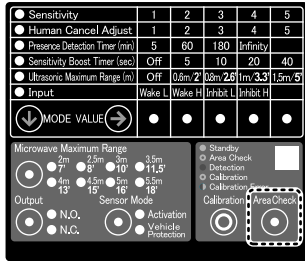 Sensitivity 1 2 3 4 5
Human Cancel Adjust 1 2 3 4 5
Presence Detection Timer (min) 5 60 180 Infinity
Sensitivity Boost Timer (sec) Off 5 10 20 40
Ultrasonic Maximum Range (m) Off 0.6m/2' 0.8m/2.6' 1m/3.3' 1.5m/5'
Input Wake L Wake H Inhibit L Inhibit H
MODE VALUE
Microwave Maximum Range
2m 2.5m 3m 3.5m
7' 8' 10' 11.5'
4m 4.5m 5m 5.5m
13' 15' 16' 18'
Output Sensor Mode
N.O. Activation
N.O. Vehicle Protection
Standby
Area Check
Detection
Calibration
Calibration
Calibration Area Check